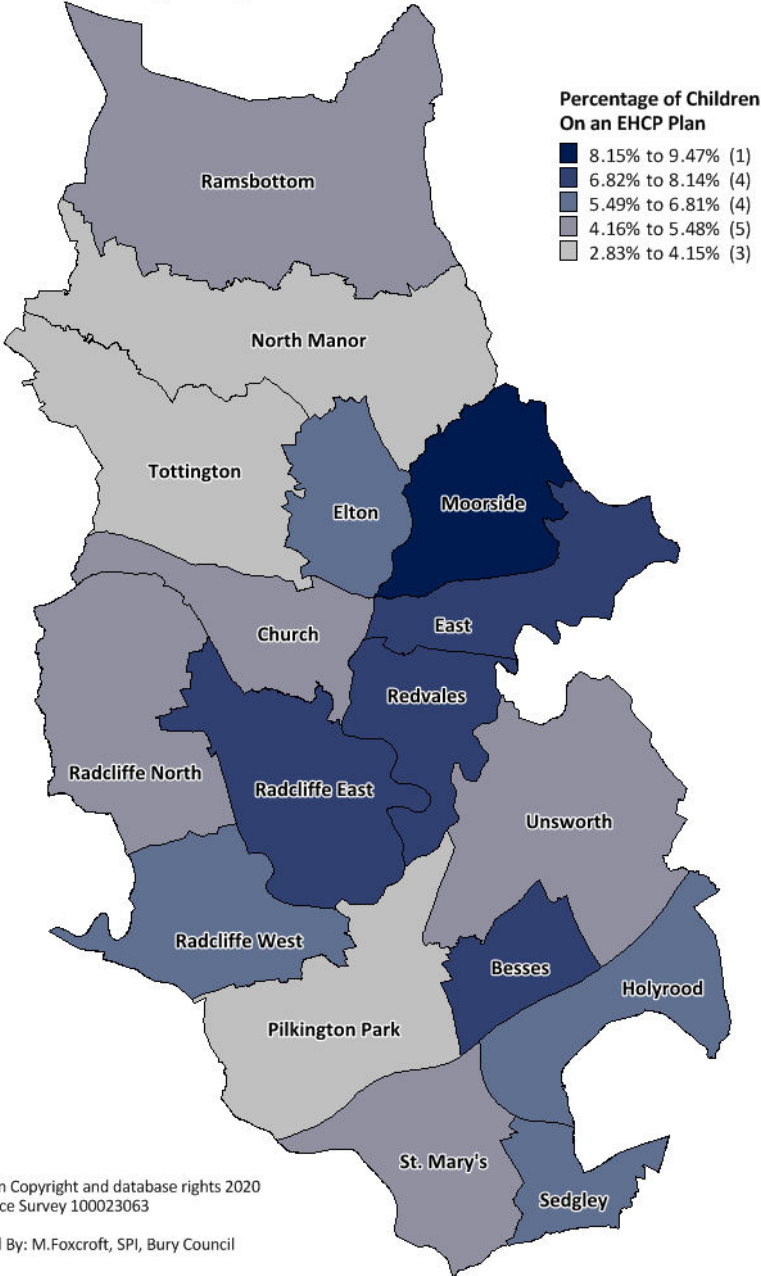 Percentage of Children
On an EHCP Plan
8.15% to 9.47% (1)
6.82% to 8.14% (4)
5.49% to 6.81% (4)
4.16% to 5.48% (5)
2.83% to 4.15% (3)
Ramsbottom
North Manor
Tottington
Elton
Moorside
Church
East
Redvales
Radcliffe North
Radcliffe East
Unsworth
Radcliffe West
Besses
Holyrood
Pilkington Park
St. Mary's
Sedgley
Copyright and database rights 2020
Survey 100023063
By: M.Foxcroft, SPI, Bury Council